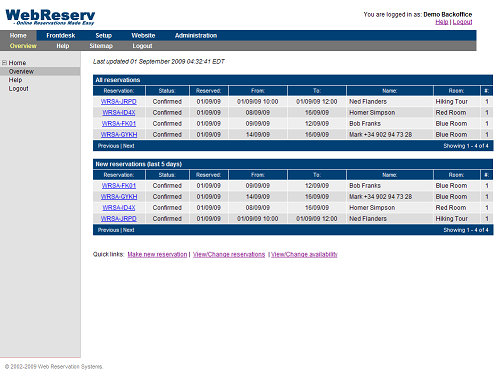 WebReserv
- Online Reservations Made Easy
You are logged in as: Demo Backoffice
Help | Logout
Home Frontdesk Setup Website Administration
Overview Help Sitemap Logout
Home
Overview
Help
Logout
Last updated 01 September 2009 04:32:41 EDT
All reservations
Reservation: Status: Reserved: From: To: Name: Room: #:
WRSA-JRPD Confirmed 01/09/09 01/09/09 10:00 01/09/09 12:00 Ned Flanders Hiking Tour 1
WRSA-ID4X Confirmed 01/09/09 08/09/09 16/09/09 Homer Simpson Red Room 1
WRSA-FK01 Confirmed 01/09/09 09/09/09 12/09/09 Bob Franks Blue Room 1
WRSA-GYKH Confirmed 01/09/09 14/09/09 16/09/09 Mark +34 902 94 73 28 Blue Room 1
Previous | Next Showing 1 - 4 of 4
New reservations (last 5 days)
Reservation: Status: Reserved: From: To: Name: Room: #:
WRSA-FK01 Confirmed 01/09/09 09/09/09 12/09/09 Bob Franks Blue Room 1
WRSA-GYKH Confirmed 01/09/09 14/09/09 16/09/09 Mark +34 902 94 73 28 Blue Room 1
WRSA-ID4X Confirmed 01/09/09 08/09/09 16/09/09 Homer Simpson Red Room 1
WRSA-JRPD Confirmed 01/09/09 01/09/09 10:00 01/09/09 12:00 Ned Flanders Hiking Tour 1
Previous | Next Showing 1 - 4 of 4
Quick links: Make new reservation | View/Change reservations | View/Change availability
© 2002-2009 Web Reservation Systems.